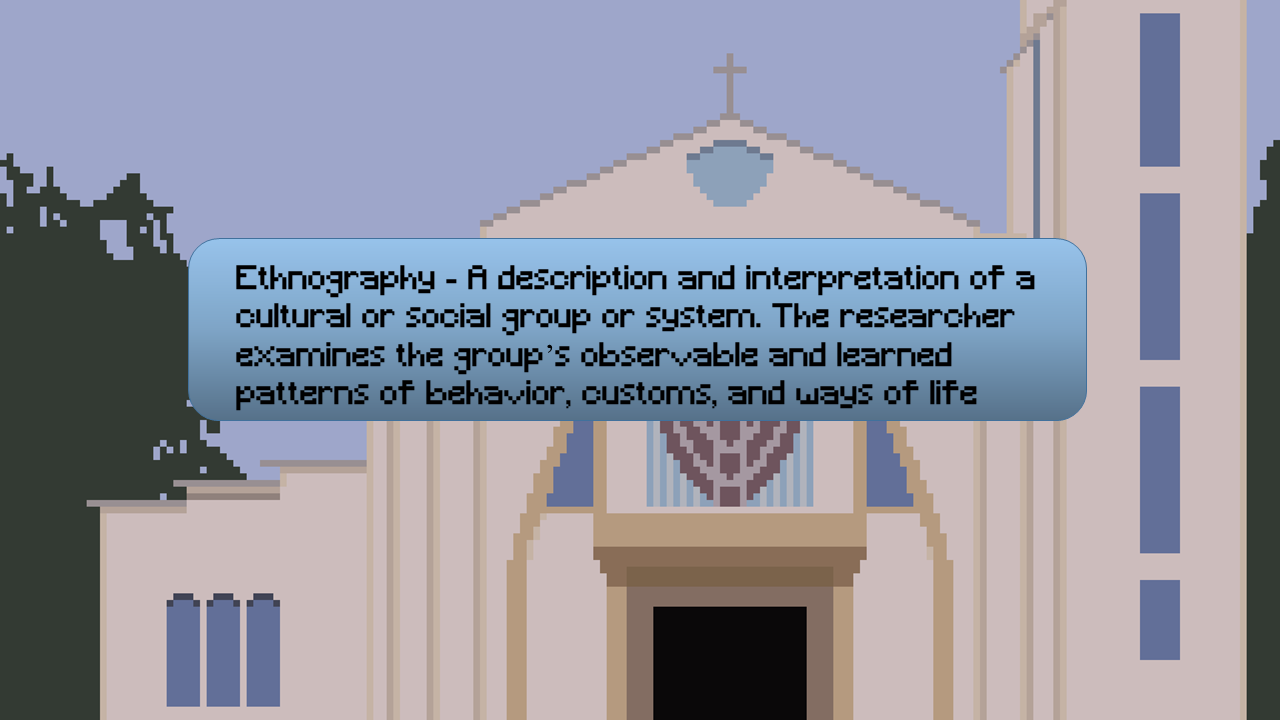 Ethnography - A description and interpretation of a
cultural or social group or system. The researcher
examines the group's observable and learned
patterns of behavior, customs, and ways of life